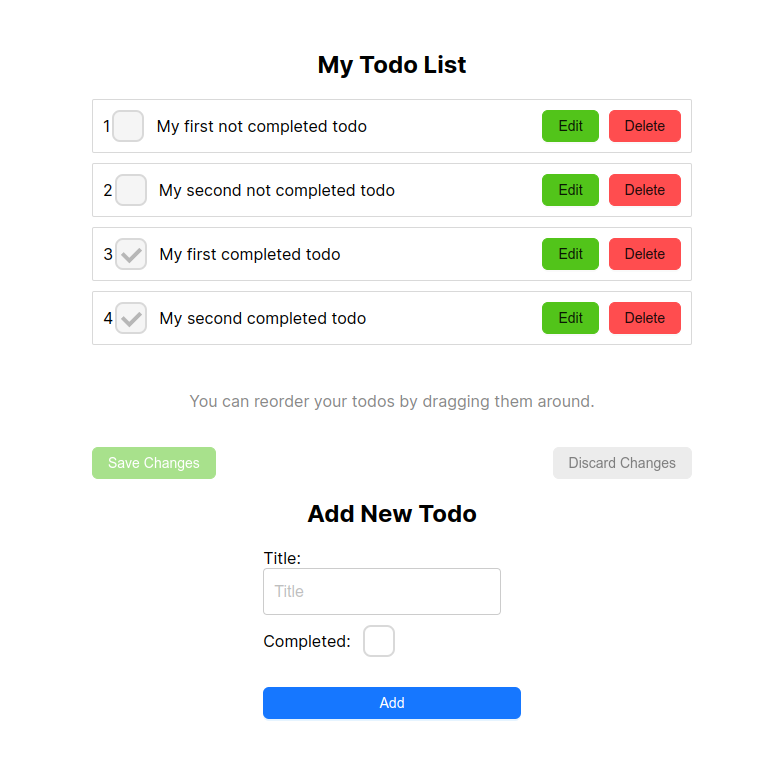 My Todo List
1 My first not completed todo Edit Delete
2 My second not completed todo Edit Delete
3 My first completed todo Edit Delete
4 My second completed todo Edit Delete
You can reorder your todos by dragging them around.
Save Changes Discard Changes
Add New Todo
Title:
Title
Completed:
Add